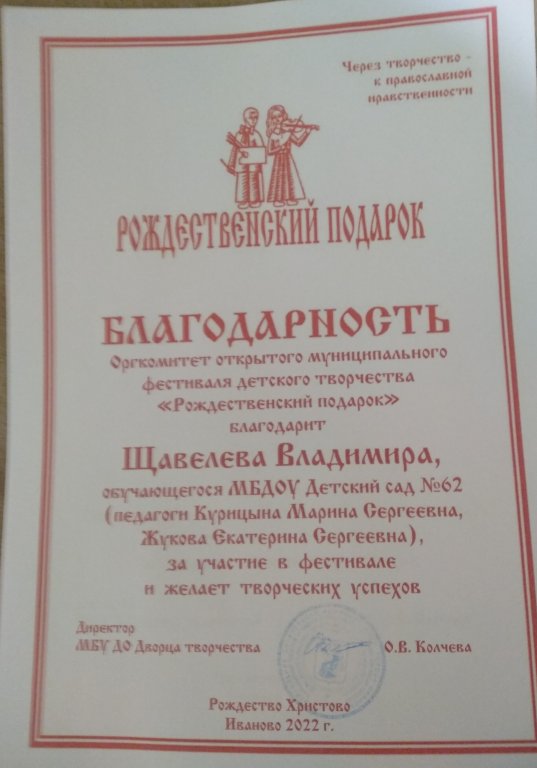 Через творчество -
к православной
нравственности
РОЖДЕСТВЕНСКИЙ ПОДАРОК
БЛАГОДАРНОСТЬ
Оргкомитет открытого муниципального
фестиваля детского творчества
«Рождественский подарок»
благодарит
Щавелева Владимира,
обучающегося МБДОУ Детский сад №62
(педагоги Курицына Марина Сергеевна,
Жукова Екатерина Сергеевна),
за участие в фестивале
и желает творческих успехов
Директор
МБУ ДО Дворца творчества О.В. Колчева
Рождество Христово
Иваново 2022 г.